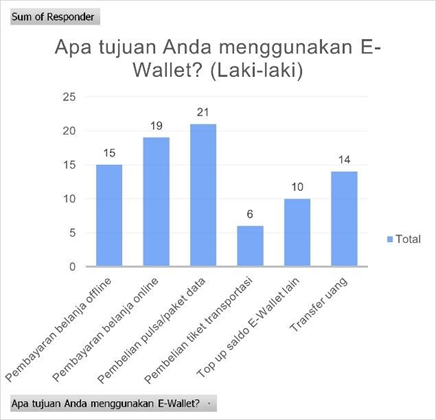 Sum of Responder
Apa tujuan Anda menggunakan E-
Wallet? (Laki-laki)
25
20
15
10
5
0
15
19
21
6
10
14
Pembayaran belanja offline
Pembayaran belanja online
Pembelian pulsa/paket data
Pembelian tiket transportasi
Top up saldo E-Wallet lain
Transfer uang
Total
Apa tujuan Anda menggunakan E-Wallet?